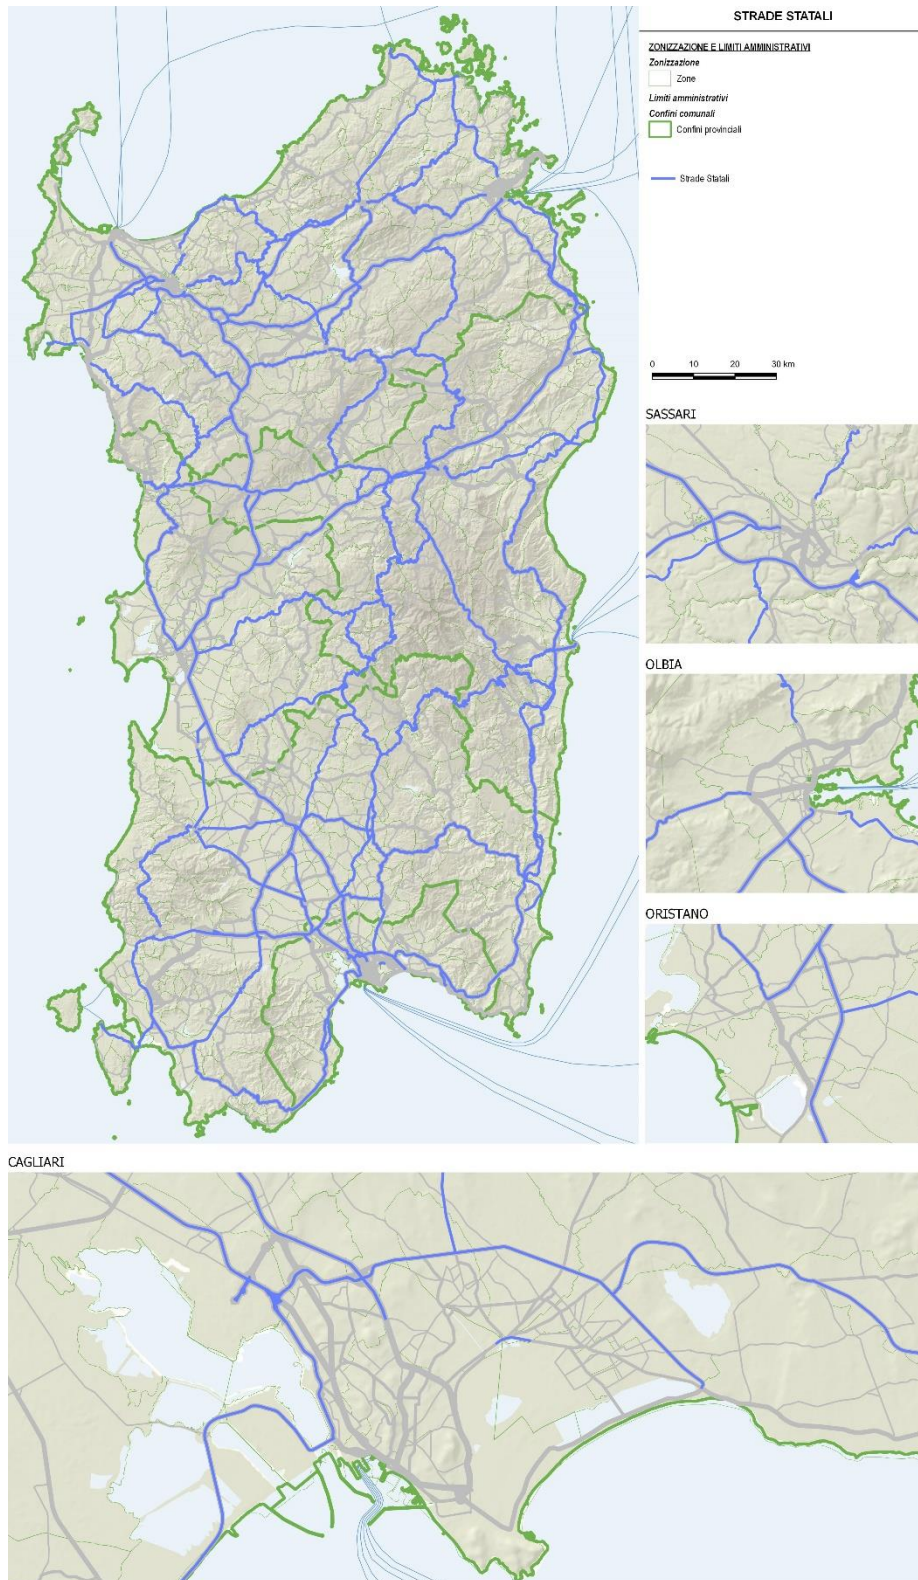 STRADE STATALI
ZONIZZAZIONE E LIMITI AMMINISTRATIVI
Zonizzazione
Zone
Limiti amministrativi
Confini comunali
Confini provinciali
Strade Statali
0 10 20 30 km
SASSARI
OLBIA
ORISTANO
CAGLIARI